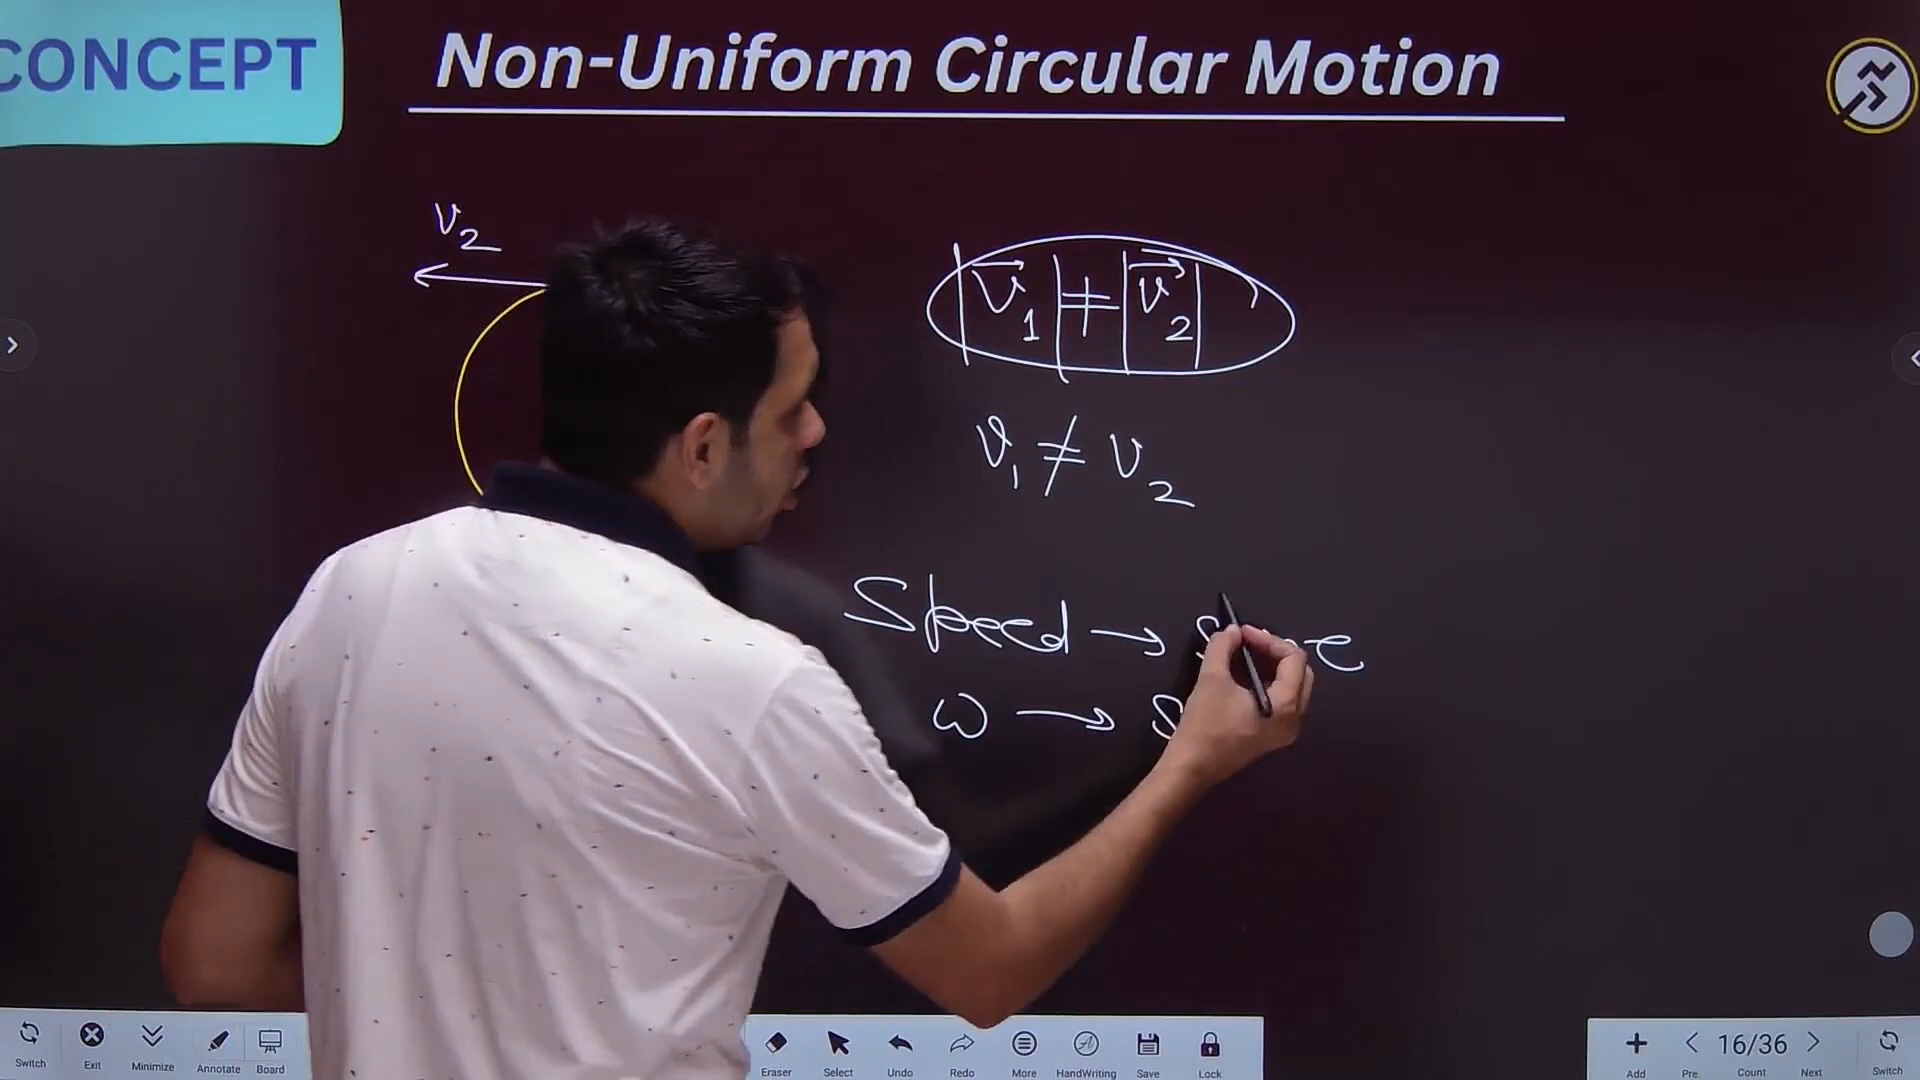 CONCEPT
Non-Uniform Circular Motion
v₂
|v⃗₁| ≠ |v⃗₂|
v₁ ≠ v₂
Speed →
ω →
Switch
Exit
Minimize
Annotate
Board
Eraser
Select
Undo
Redo
More
HandWriting
Save
Lock
Add
Pre.
16/36
Count
Next
Switch